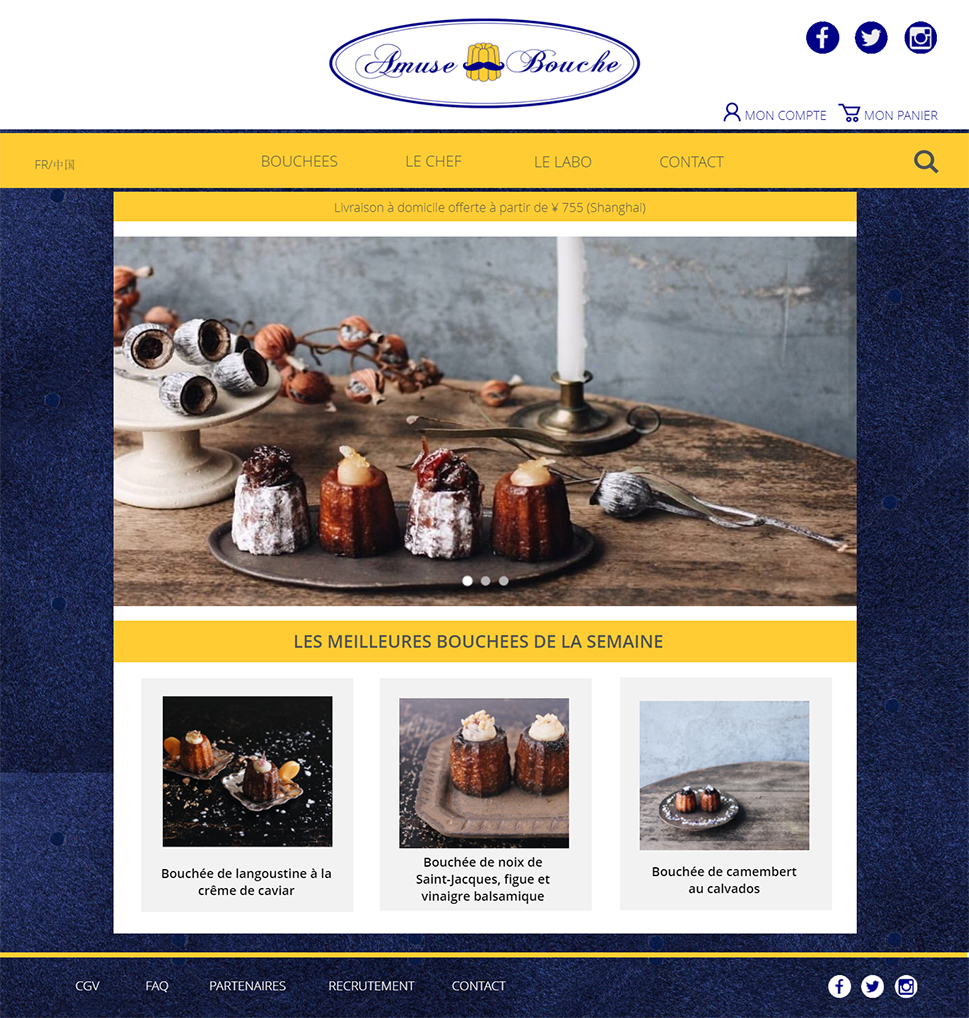 Amuse Bouche
MON COMPTE MON PANIER
FR/中国 BOUCHEES LE CHEF LE LABO CONTACT
Livraison à domicile offerte à partir de ¥ 755 (Shanghai)
LES MEILLEURES BOUCHEES DE LA SEMAINE
Bouchée de langoustine à la
crême de caviar
Bouchée de noix de
Saint-Jacques, figue et
vinaigre balsamique
Bouchée de camembert
au calvados
CGV FAQ PARTENAIRES RECRUTEMENT CONTACT